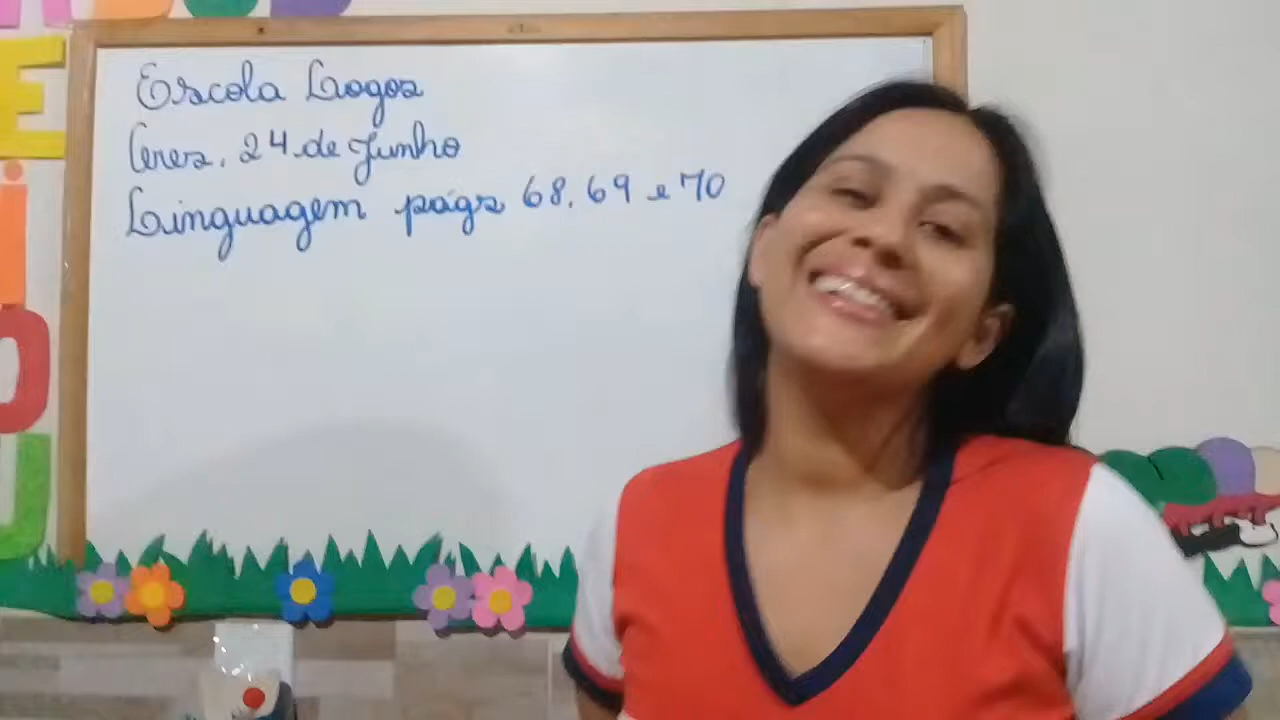 E
i
O
U
Escola Logos
Ceres, 24 de Junho
Linguagem págs 68, 69 e 70